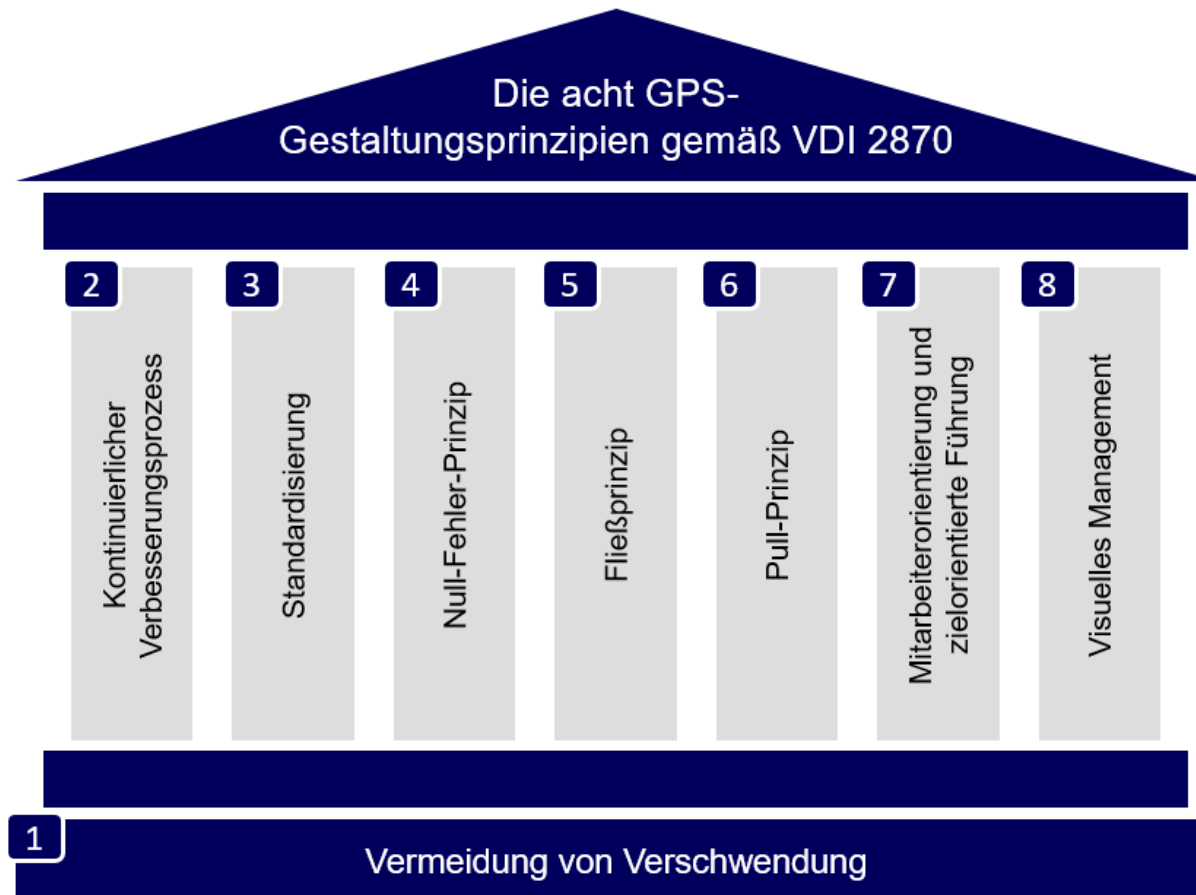 Die acht GPS-
Gestaltungsprinzipien gemäß VDI 2870
2
Kontinuierlicher
Verbesserungsprozess
3
Standardisierung
4
Null-Fehler-Prinzip
5
Fließprinzip
6
Pull-Prinzip
7
Mitarbeiterorientierung und
zielorientierte Führung
8
Visuelles Management
1
Vermeidung von Verschwendung